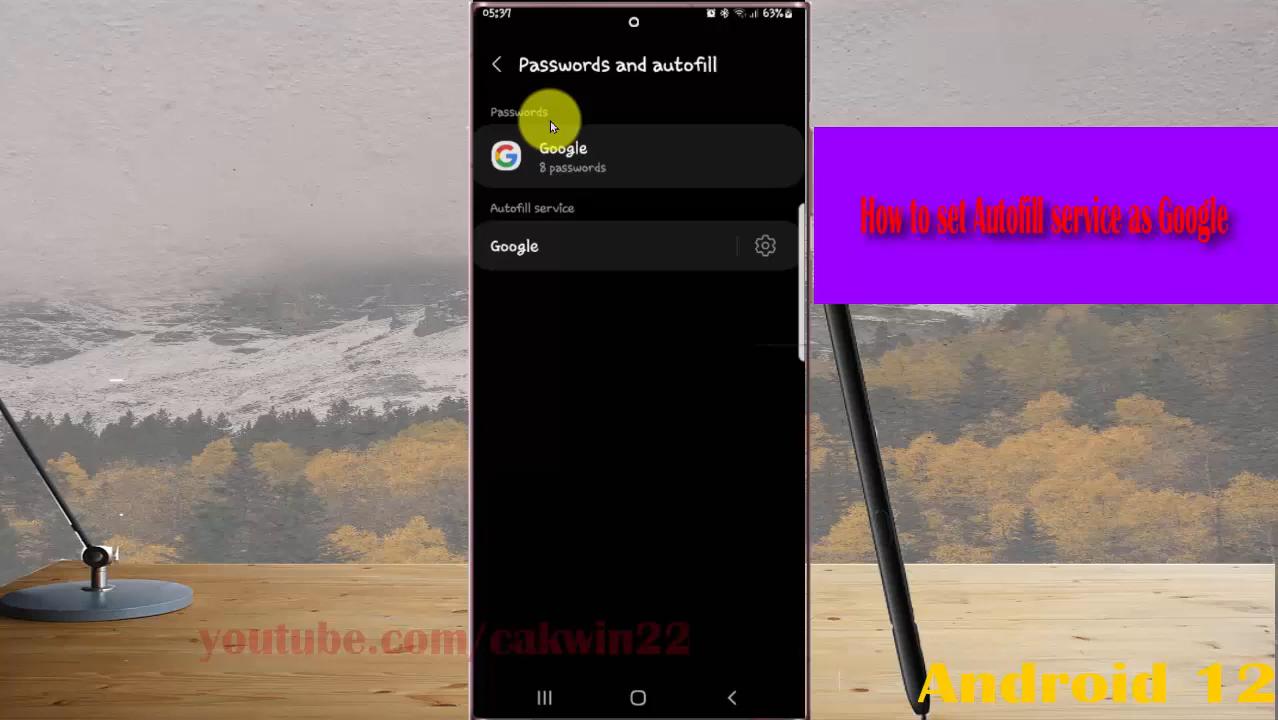 05:37
63%
Passwords and autofill
Passwords
Google
8 passwords
Autofill service
Google
How to set Autofill service as Google
youtube.com/cakwin22
Android 12